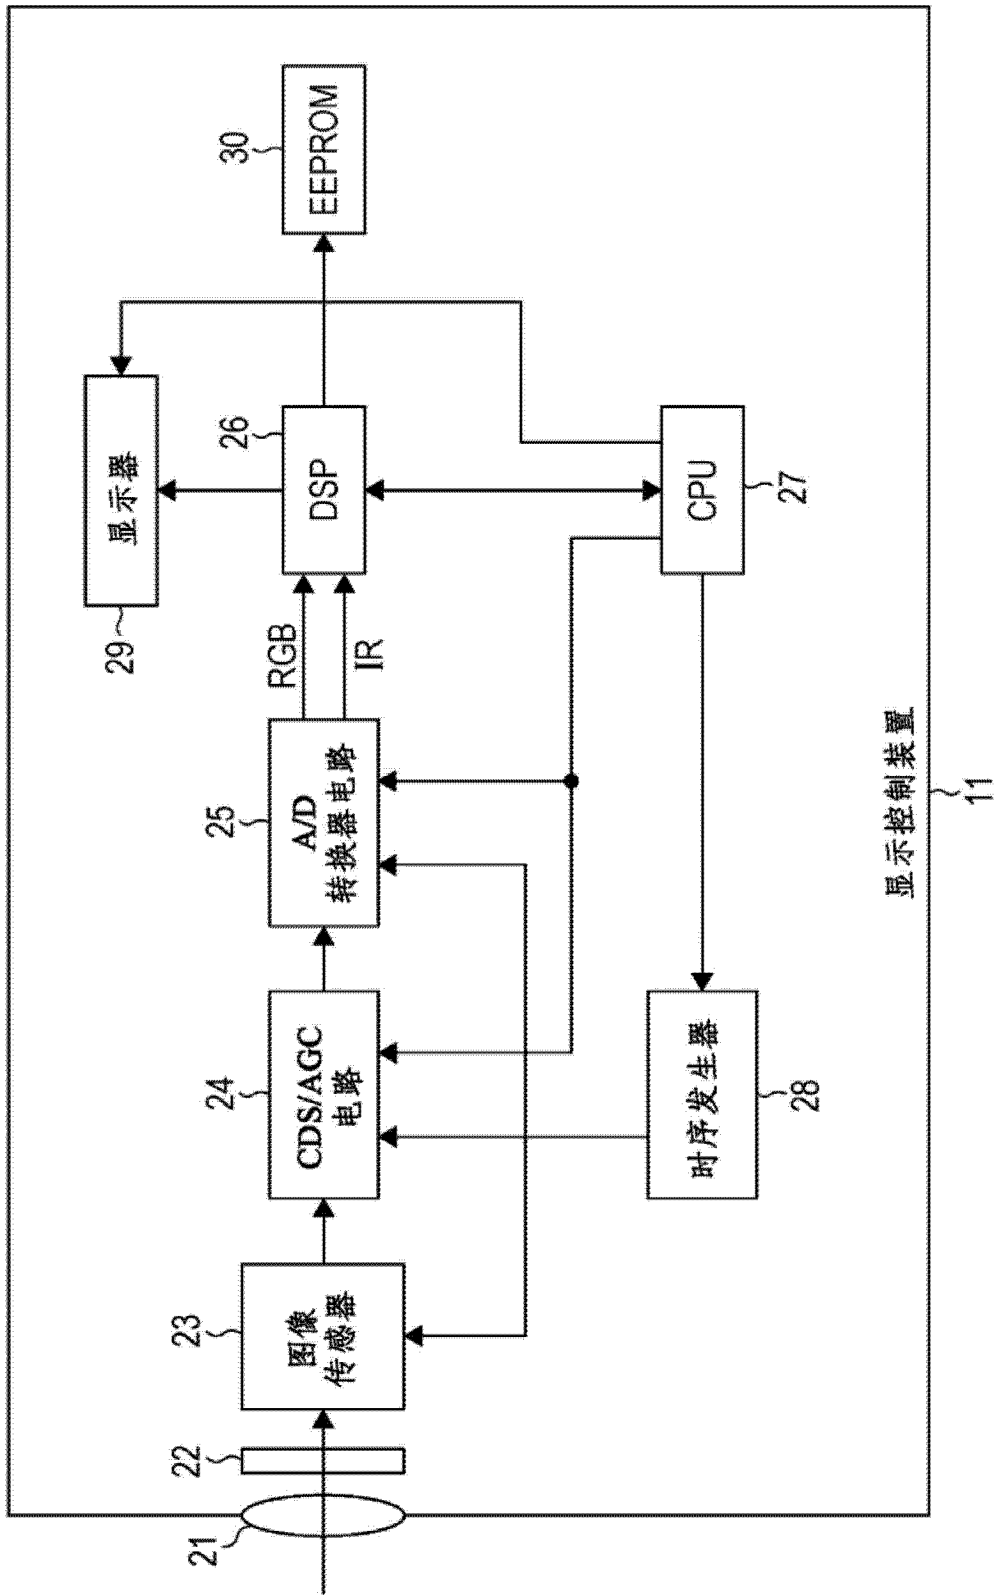 30
EEPROM
29
显示器
26
DSP
RGB
IR
CPU
27
25
A/D
转换器电路
24
CDS/AGC
电路
时序发生器
28
23
图像
传感器
22
21
显示控制装置
11